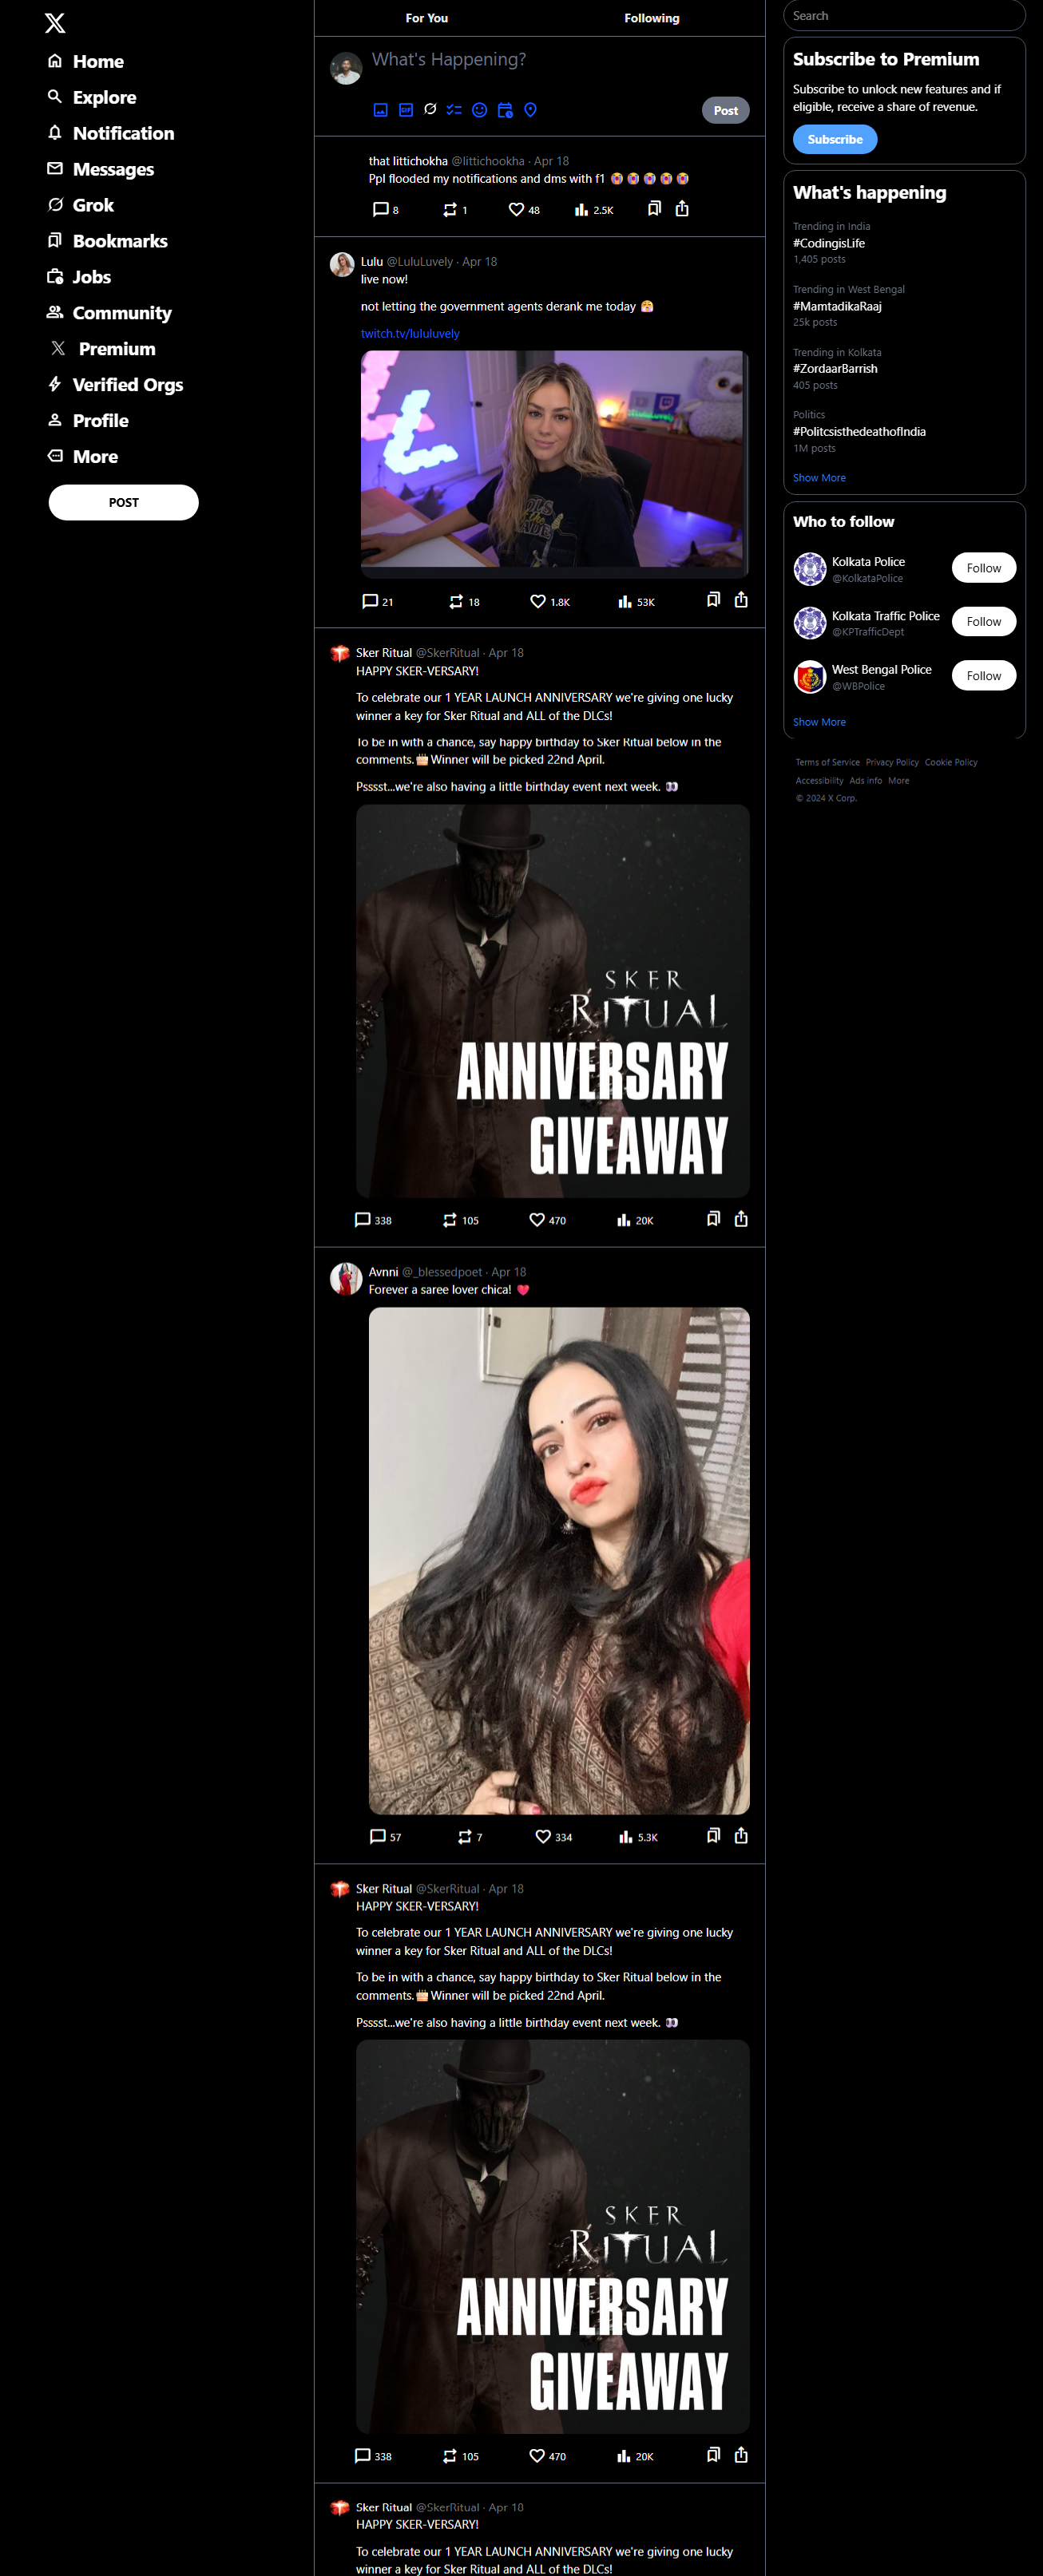 For You
Following
Home
Explore
Notification
Messages
Grok
Bookmarks
Jobs
Community
Premium
Verified Orgs
Profile
More
POST
What's Happening?
GIF
Post
that littichokha @littichookha · Apr 18
Ppl flooded my notifications and dms with f1 😭😭😭😭😭
8 1 48 2.5K
Lulu @LuluLuvely · Apr 18
live now!
not letting the government agents derank me today 😤
twitch.tv/lululuvely
21 18 1.8K 53K
Sker Ritual @SkerRitual · Apr 18
HAPPY SKER-VERSARY!
To celebrate our 1 YEAR LAUNCH ANNIVERSARY we're giving one lucky
winner a key for Sker Ritual and ALL of the DLCs!
To be in with a chance, say happy birthday to Sker Ritual below in the
comments.🎂Winner will be picked 22nd April.
Psssst...we're also having a little birthday event next week. 👀
SKER
RITUAL
ANNIVERSARY
GIVEAWAY
338 105 470 20K
Avnni @_blessedpoet · Apr 18
Forever a saree lover chica! ❤️
57 7 334 5.3K
Sker Ritual @SkerRitual · Apr 18
HAPPY SKER-VERSARY!
To celebrate our 1 YEAR LAUNCH ANNIVERSARY we're giving one lucky
winner a key for Sker Ritual and ALL of the DLCs!
To be in with a chance, say happy birthday to Sker Ritual below in the
comments.🎂Winner will be picked 22nd April.
Psssst...we're also having a little birthday event next week. 👀
SKER
RITUAL
ANNIVERSARY
GIVEAWAY
338 105 470 20K
Sker Ritual @SkerRitual · Apr 18
HAPPY SKER-VERSARY!
To celebrate our 1 YEAR LAUNCH ANNIVERSARY we're giving one lucky
winner a key for Sker Ritual and ALL of the DLCs!
Search
Subscribe to Premium
Subscribe to unlock new features and if
eligible, receive a share of revenue.
Subscribe
What's happening
Trending in India
#CodingisLife
1,405 posts
Trending in West Bengal
#MamtadikaRaaj
25k posts
Trending in Kolkata
#ZordaarBarrish
405 posts
Politics
#PolitcsisthedeathofIndia
1M posts
Show More
Who to follow
Kolkata Police
@KolkataPolice
Follow
Kolkata Traffic Police
@KPTrafficDept
Follow
West Bengal Police
@WBPolice
Follow
Show More
Terms of Service Privacy Policy Cookie Policy
Accessibility Ads info More
© 2024 X Corp.